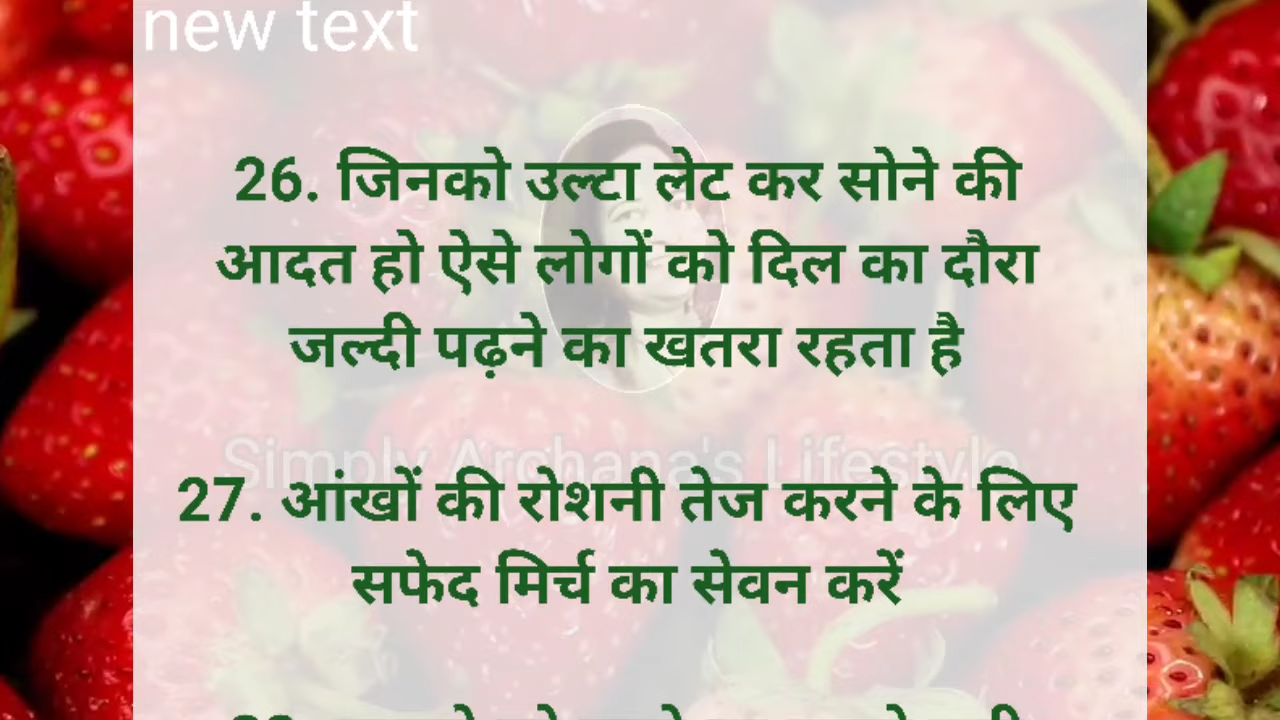 new text
26. जिनको उल्टा लेट कर सोने की
आदत हो ऐसे लोगों को दिल का दौरा
जल्दी पढ़ने का खतरा रहता है
Simply Archana's Lifestyle
27. आंखों की रोशनी तेज करने के लिए
सफेद मिर्च का सेवन करें